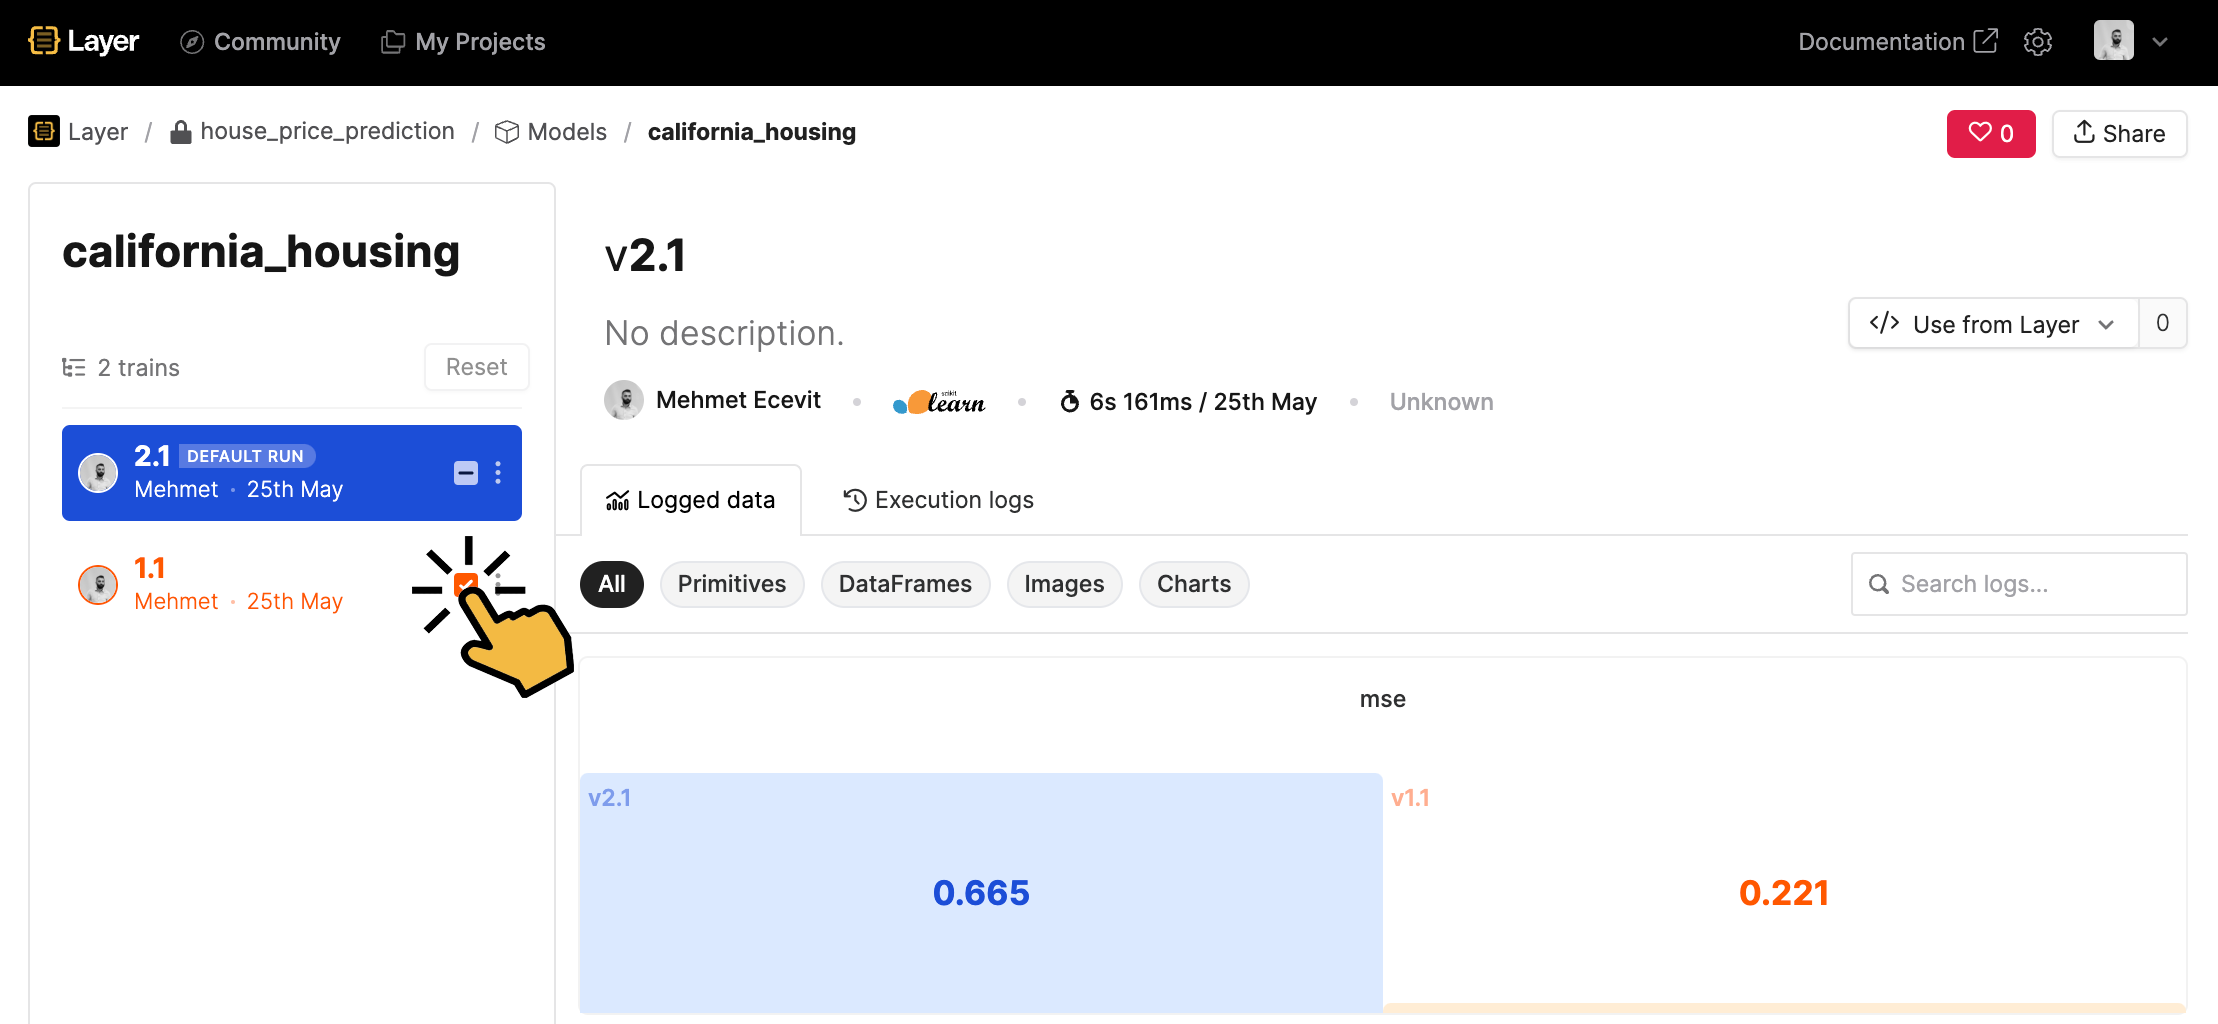 Layer Community My Projects Documentation
Layer / house_price_prediction / Models / california_housing
0 Share
california_housing
2 trains Reset
2.1 DEFAULT RUN
Mehmet · 25th May
1.1
Mehmet · 25th May
v2.1
No description.
</> Use from Layer 0
Mehmet Ecevit • scikit learn • 6s 161ms / 25th May • Unknown
Logged data Execution logs
All Primitives DataFrames Images Charts Search logs...
mse
v2.1 v1.1
0.665 0.221